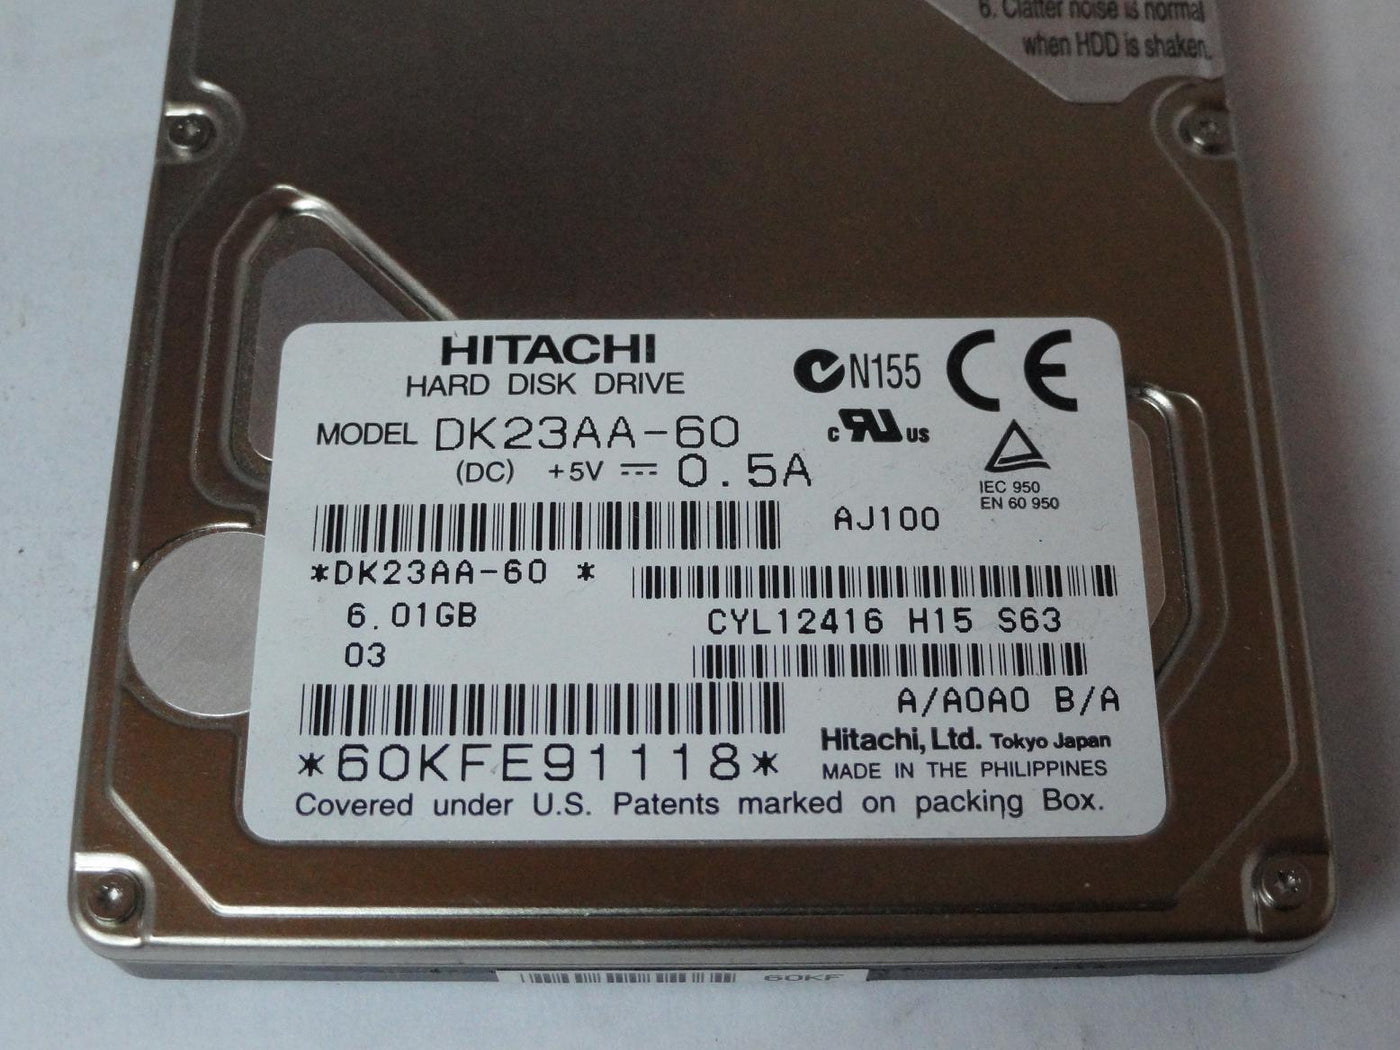 6. Clatter noise is normal
when HDD is shaken.
HITACHI
HARD DISK DRIVE
N155
CE
MODEL DK23AA-60
c RU US
(DC) +5V 0.5A
IEC 950
EN 60 950
AJ100
*DK23AA-60 *
6.01GB
CYL12416 H15 S63
03
A/A0A0 B/A
*60KFE91118*
Hitachi, Ltd. Tokyo Japan
MADE IN THE PHILIPPINES
Covered under U.S. Patents marked on packing Box.
60KF